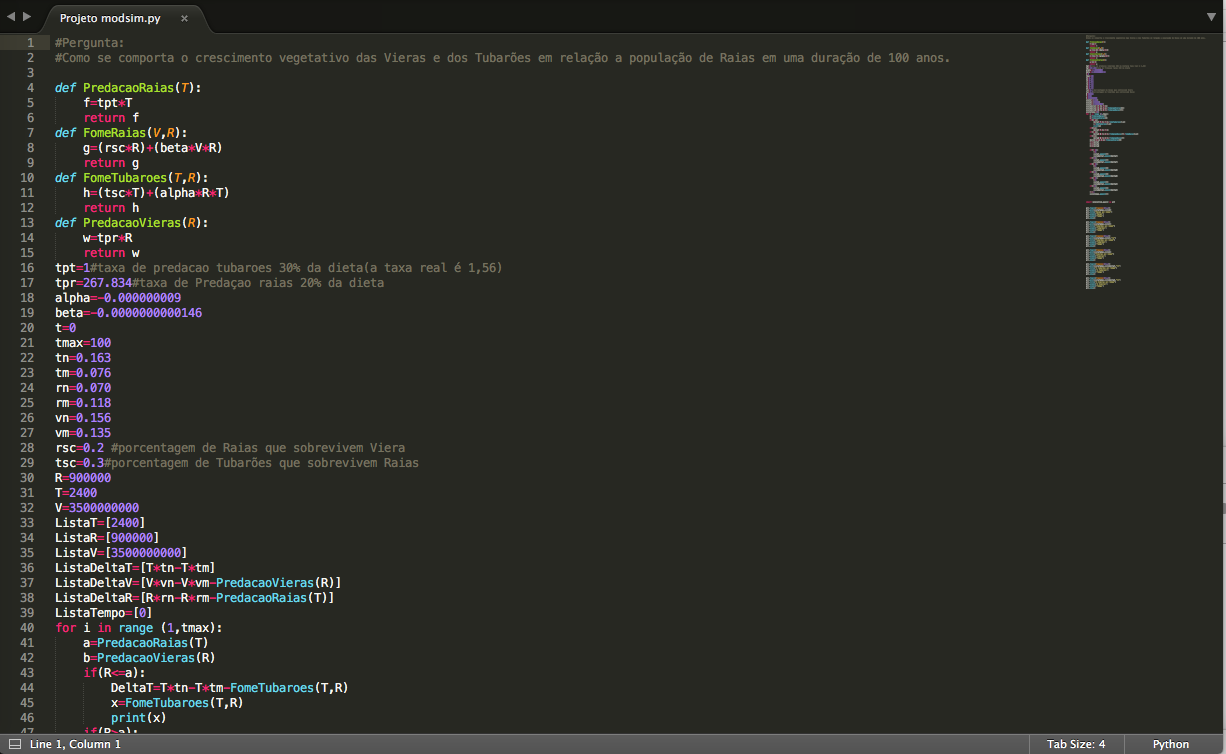 Projeto modsim.py ×
1 #Pergunta:
2 #Como se comporta o crescimento vegetativo das Vieras e dos Tubarões em relação a população de Raias em uma duração de 100 anos.
3
4 def PredacaoRaias(T):
5 f=tpt*T
6 return f
7 def FomeRaias(V,R):
8 g=(rsc*R)+(beta*V*R)
9 return g
10 def FomeTubaroes(T,R):
11 h=(tsc*T)+(alpha*R*T)
12 return h
13 def PredacaoVieras(R):
14 w=tpr*R
15 return w
16 tpt=1#taxa de predacao tubaroes 30% da dieta(a taxa real é 1,56)
17 tpr=267.834#taxa de Predaçao raias 20% da dieta
18 alpha=-0.000000009
19 beta=-0.0000000000146
20 t=0
21 tmax=100
22 tn=0.163
23 tm=0.076
24 rn=0.070
25 rm=0.118
26 vn=0.156
27 vm=0.135
28 rsc=0.2 #porcentagem de Raias que sobrevivem Viera
29 tsc=0.3#porcentagem de Tubarões que sobrevivem Raias
30 R=900000
31 T=2400
32 V=3500000000
33 ListaT=[2400]
34 ListaR=[900000]
35 ListaV=[3500000000]
36 ListaDeltaT=[T*tn-T*tm]
37 ListaDeltaV=[V*vn-V*vm-PredacaoVieras(R)]
38 ListaDeltaR=[R*rn-R*rm-PredacaoRaias(T)]
39 ListaTempo=[0]
40 for i in range (1,tmax):
41 a=PredacaoRaias(T)
42 b=PredacaoVieras(R)
43 if(R<=a):
44 DeltaT=T*tn-T*tm-FomeTubaroes(T,R)
45 x=FomeTubaroes(T,R)
46 print(x)
47 if(R>a):
Line 1, Column 1
Tab Size: 4
Python